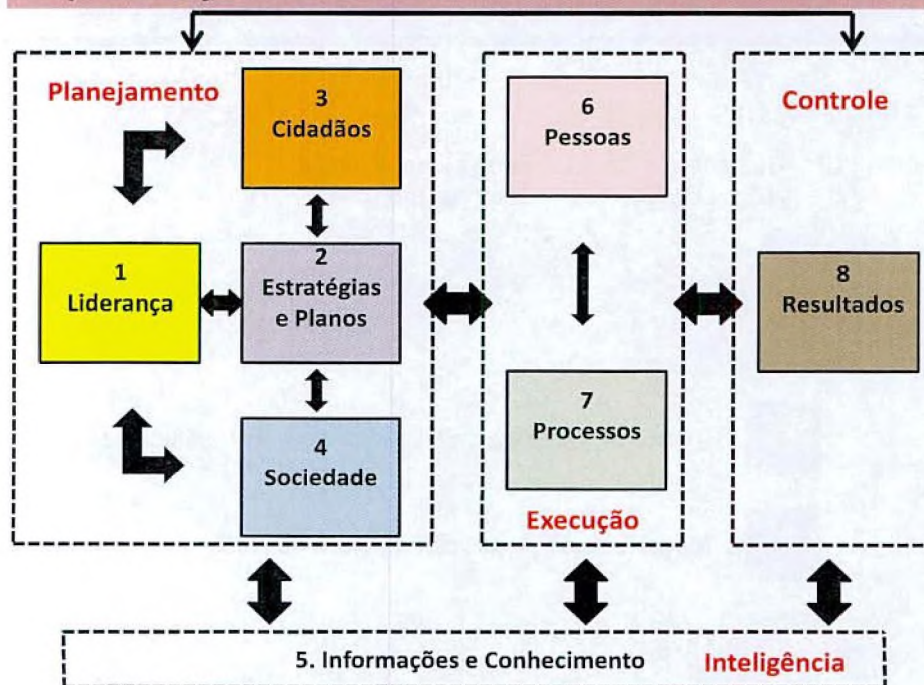 Planejamento
3
Cidadãos
1
Liderança
2
Estratégias
e Planos
4
Sociedade
6
Pessoas
7
Processos
Execução
Controle
8
Resultados
5. Informações e Conhecimento
Inteligência